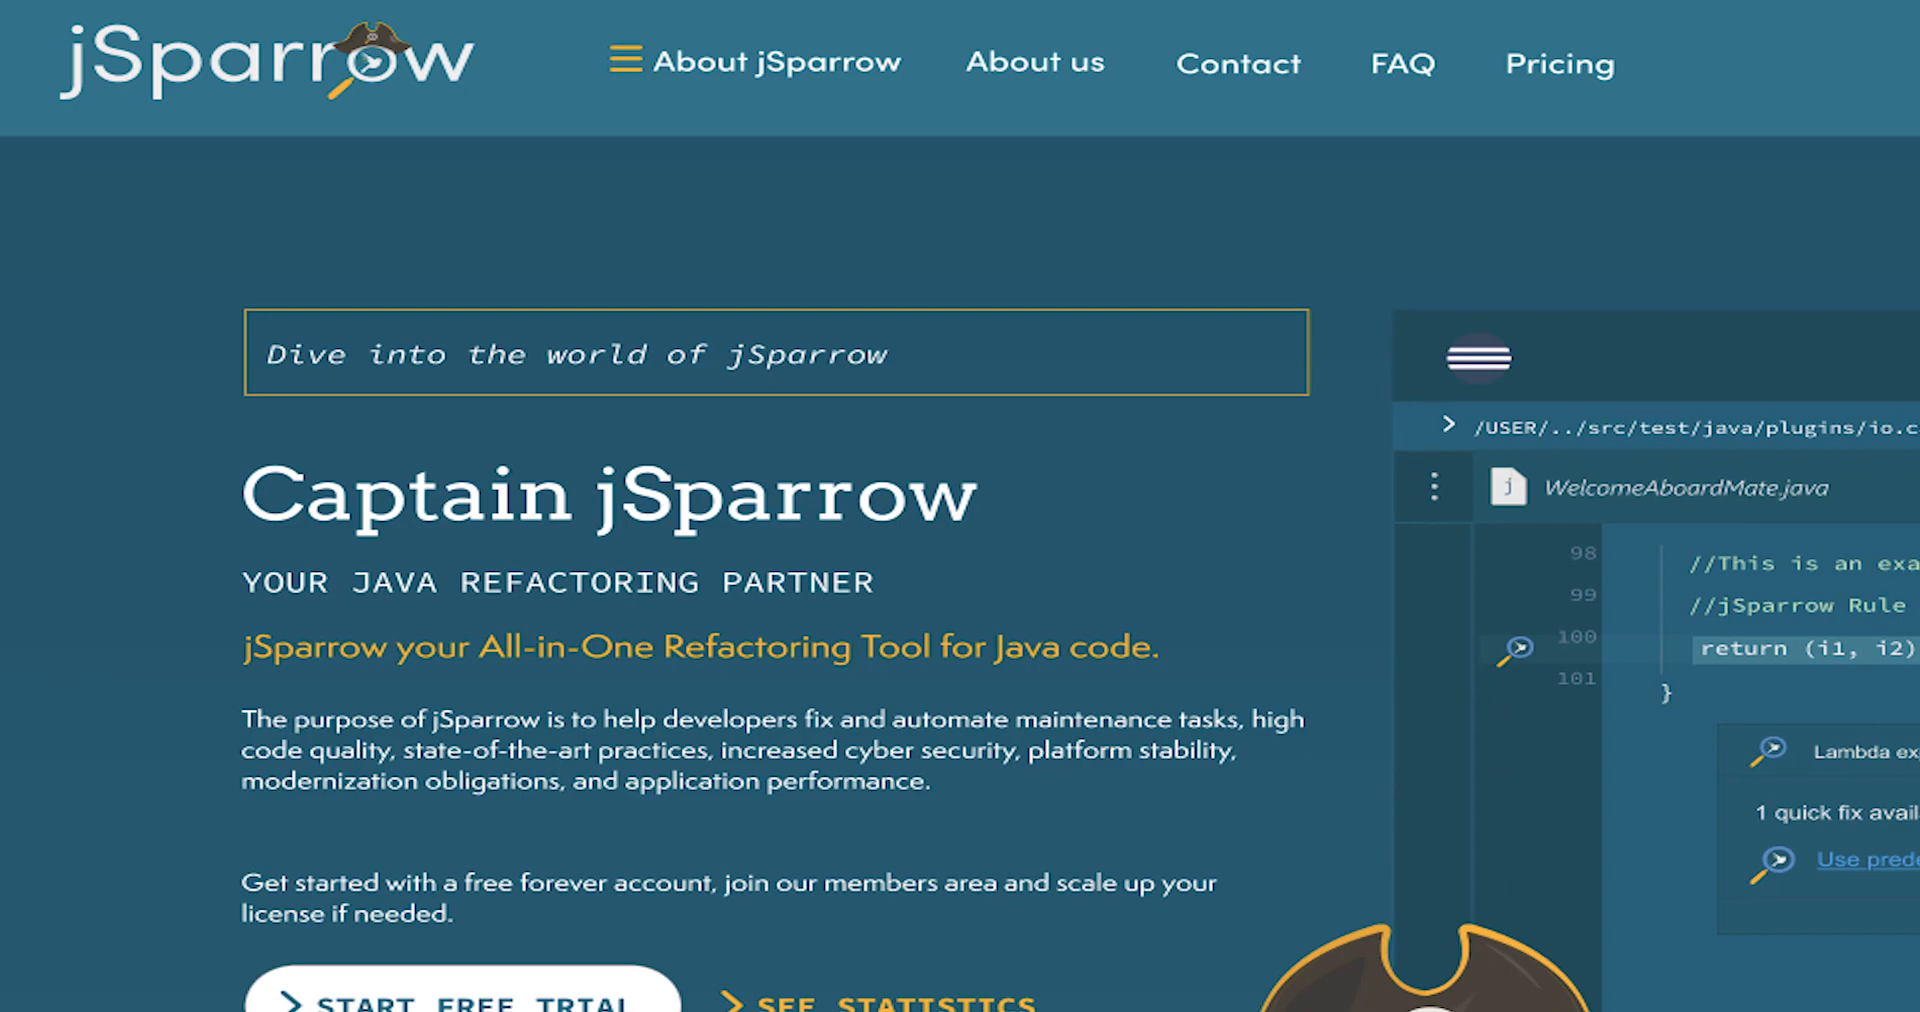 jSparrow
About jSparrow About us Contact FAQ Pricing
Dive into the world of jSparrow
Captain jSparrow
YOUR JAVA REFACTORING PARTNER
jSparrow your All-in-One Refactoring Tool for Java code.
The purpose of jSparrow is to help developers fix and automate maintenance tasks, high
code quality, state-of-the-art practices, increased cyber security, platform stability,
modernization obligations, and application performance.
Get started with a free forever account, join our members area and scale up your
license if needed.
> START FREE TRIAL > SEE STATISTICS
> /USER/../src/test/java/plugins/io.c
j WelcomeAboardMate.java
98 //This is an exa
99 //jSparrow Rule
100 return (i1, i2)
101 }
Lambda ex
1 quick fix avail
Use prede